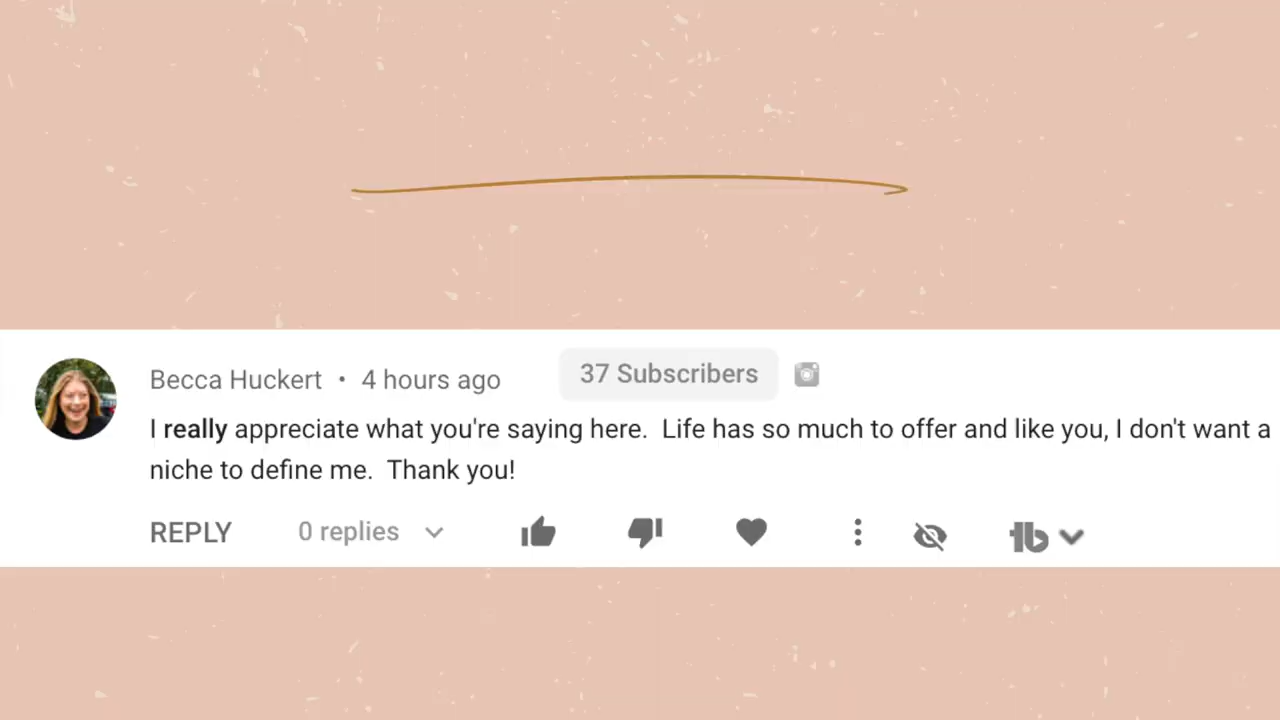 Becca Huckert • 4 hours ago 37 Subscribers
I really appreciate what you're saying here.  Life has so much to offer and like you, I don't want a
niche to define me.  Thank you!
REPLY 0 replies